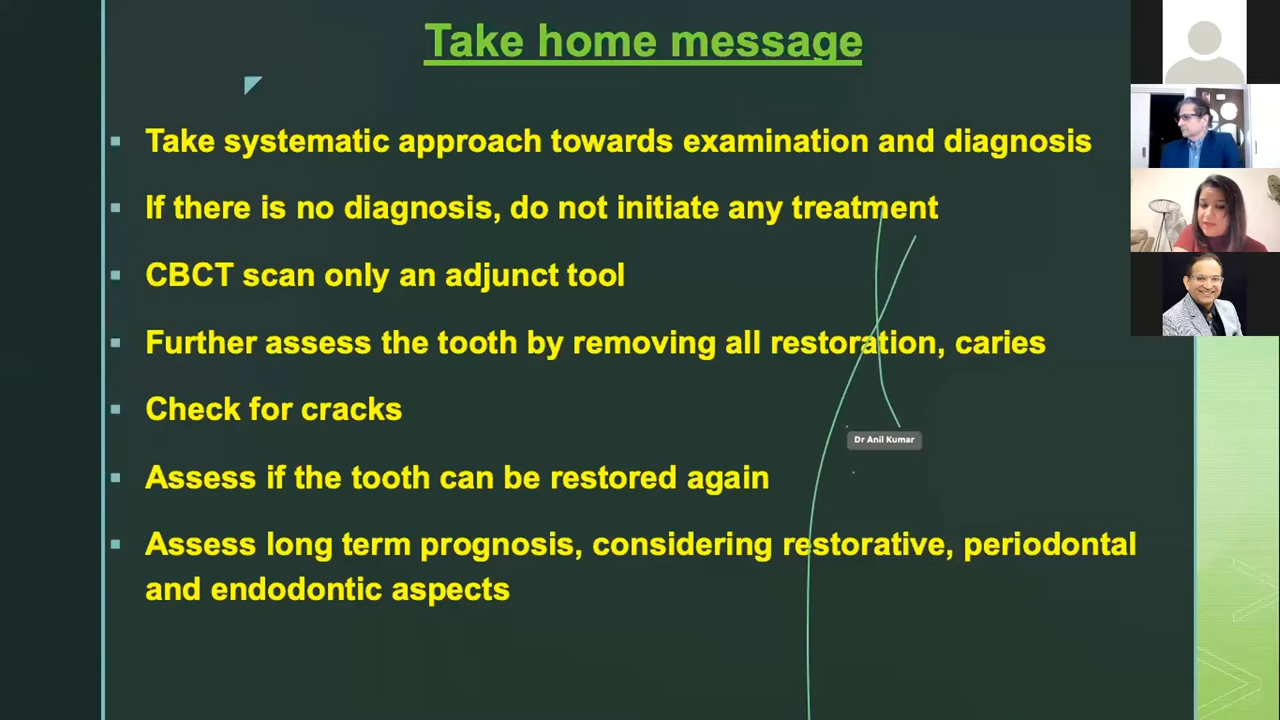 Take home message
Take systematic approach towards examination and diagnosis
If there is no diagnosis, do not initiate any treatment
CBCT scan only an adjunct tool
Further assess the tooth by removing all restoration, caries
Check for cracks
Dr Anil Kumar
Assess if the tooth can be restored again
Assess long term prognosis, considering restorative, periodontal
and endodontic aspects